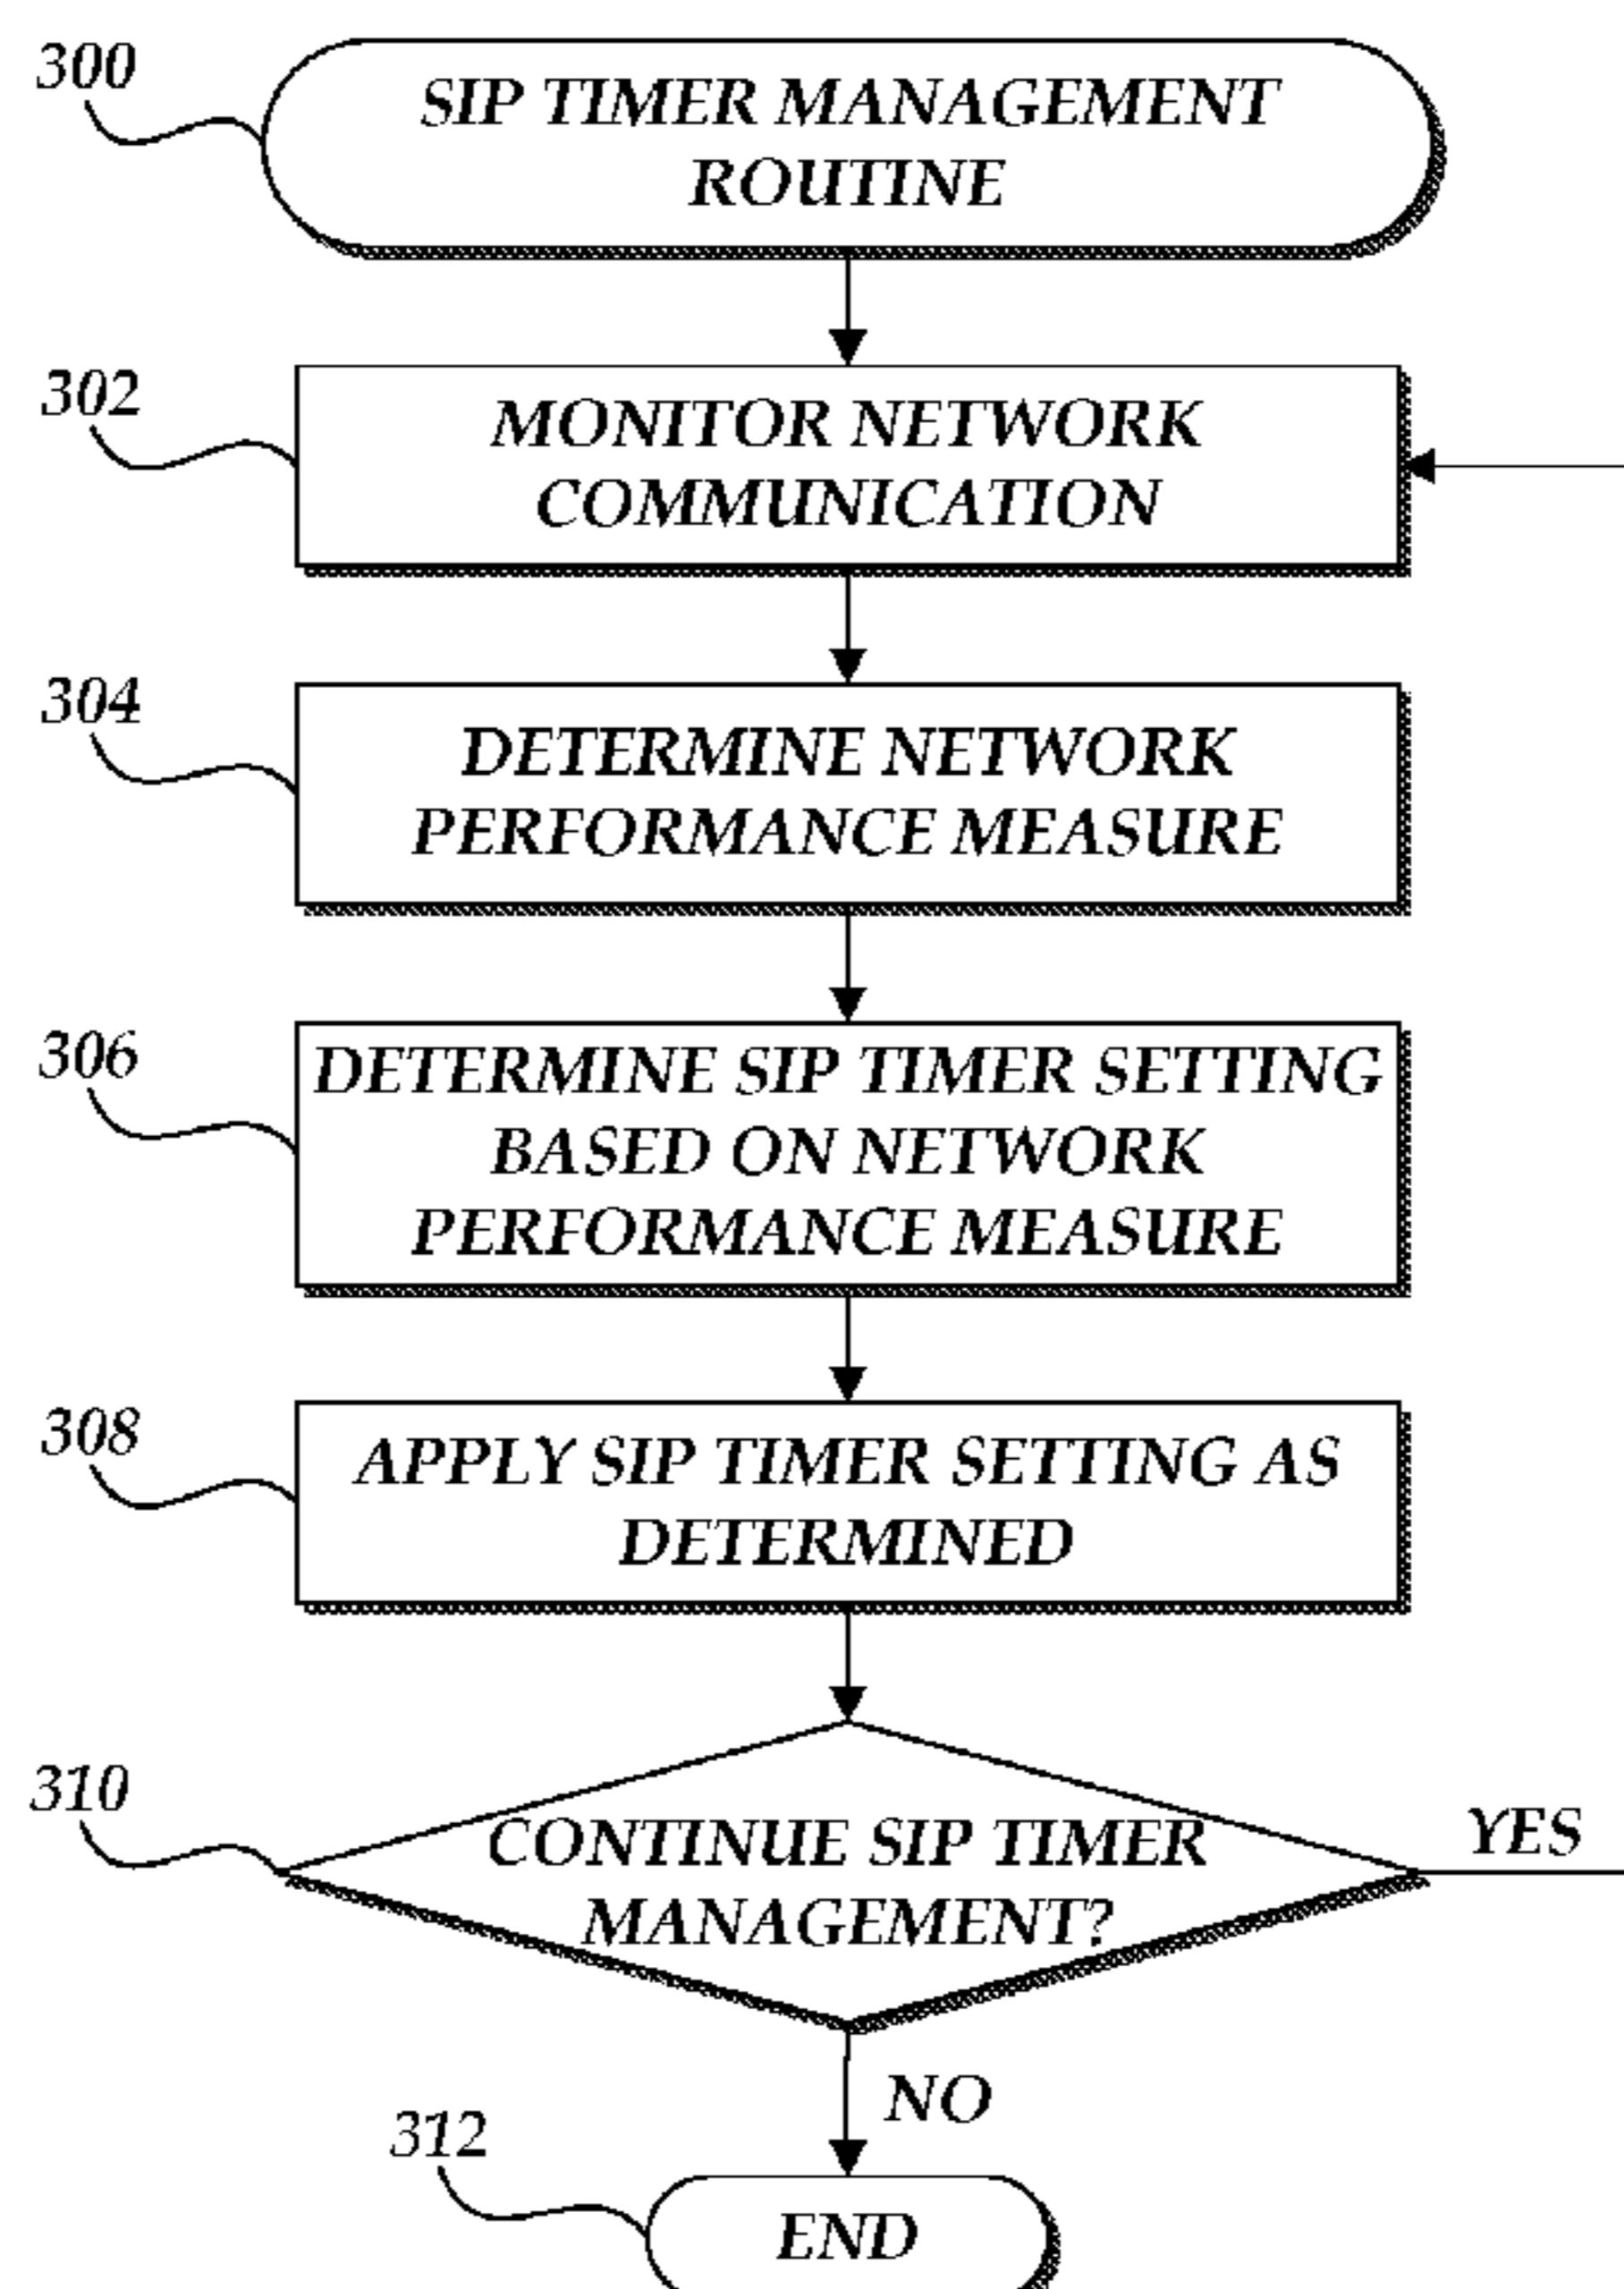 300
SIP TIMER MANAGEMENT
ROUTINE
302
MONITOR NETWORK
COMMUNICATION
304
DETERMINE NETWORK
PERFORMANCE MEASURE
306
DETERMINE SIP TIMER SETTING
BASED ON NETWORK
PERFORMANCE MEASURE
308
APPLY SIP TIMER SETTING AS
DETERMINED
310
CONTINUE SIP TIMER
MANAGEMENT?
YES
NO
312
END